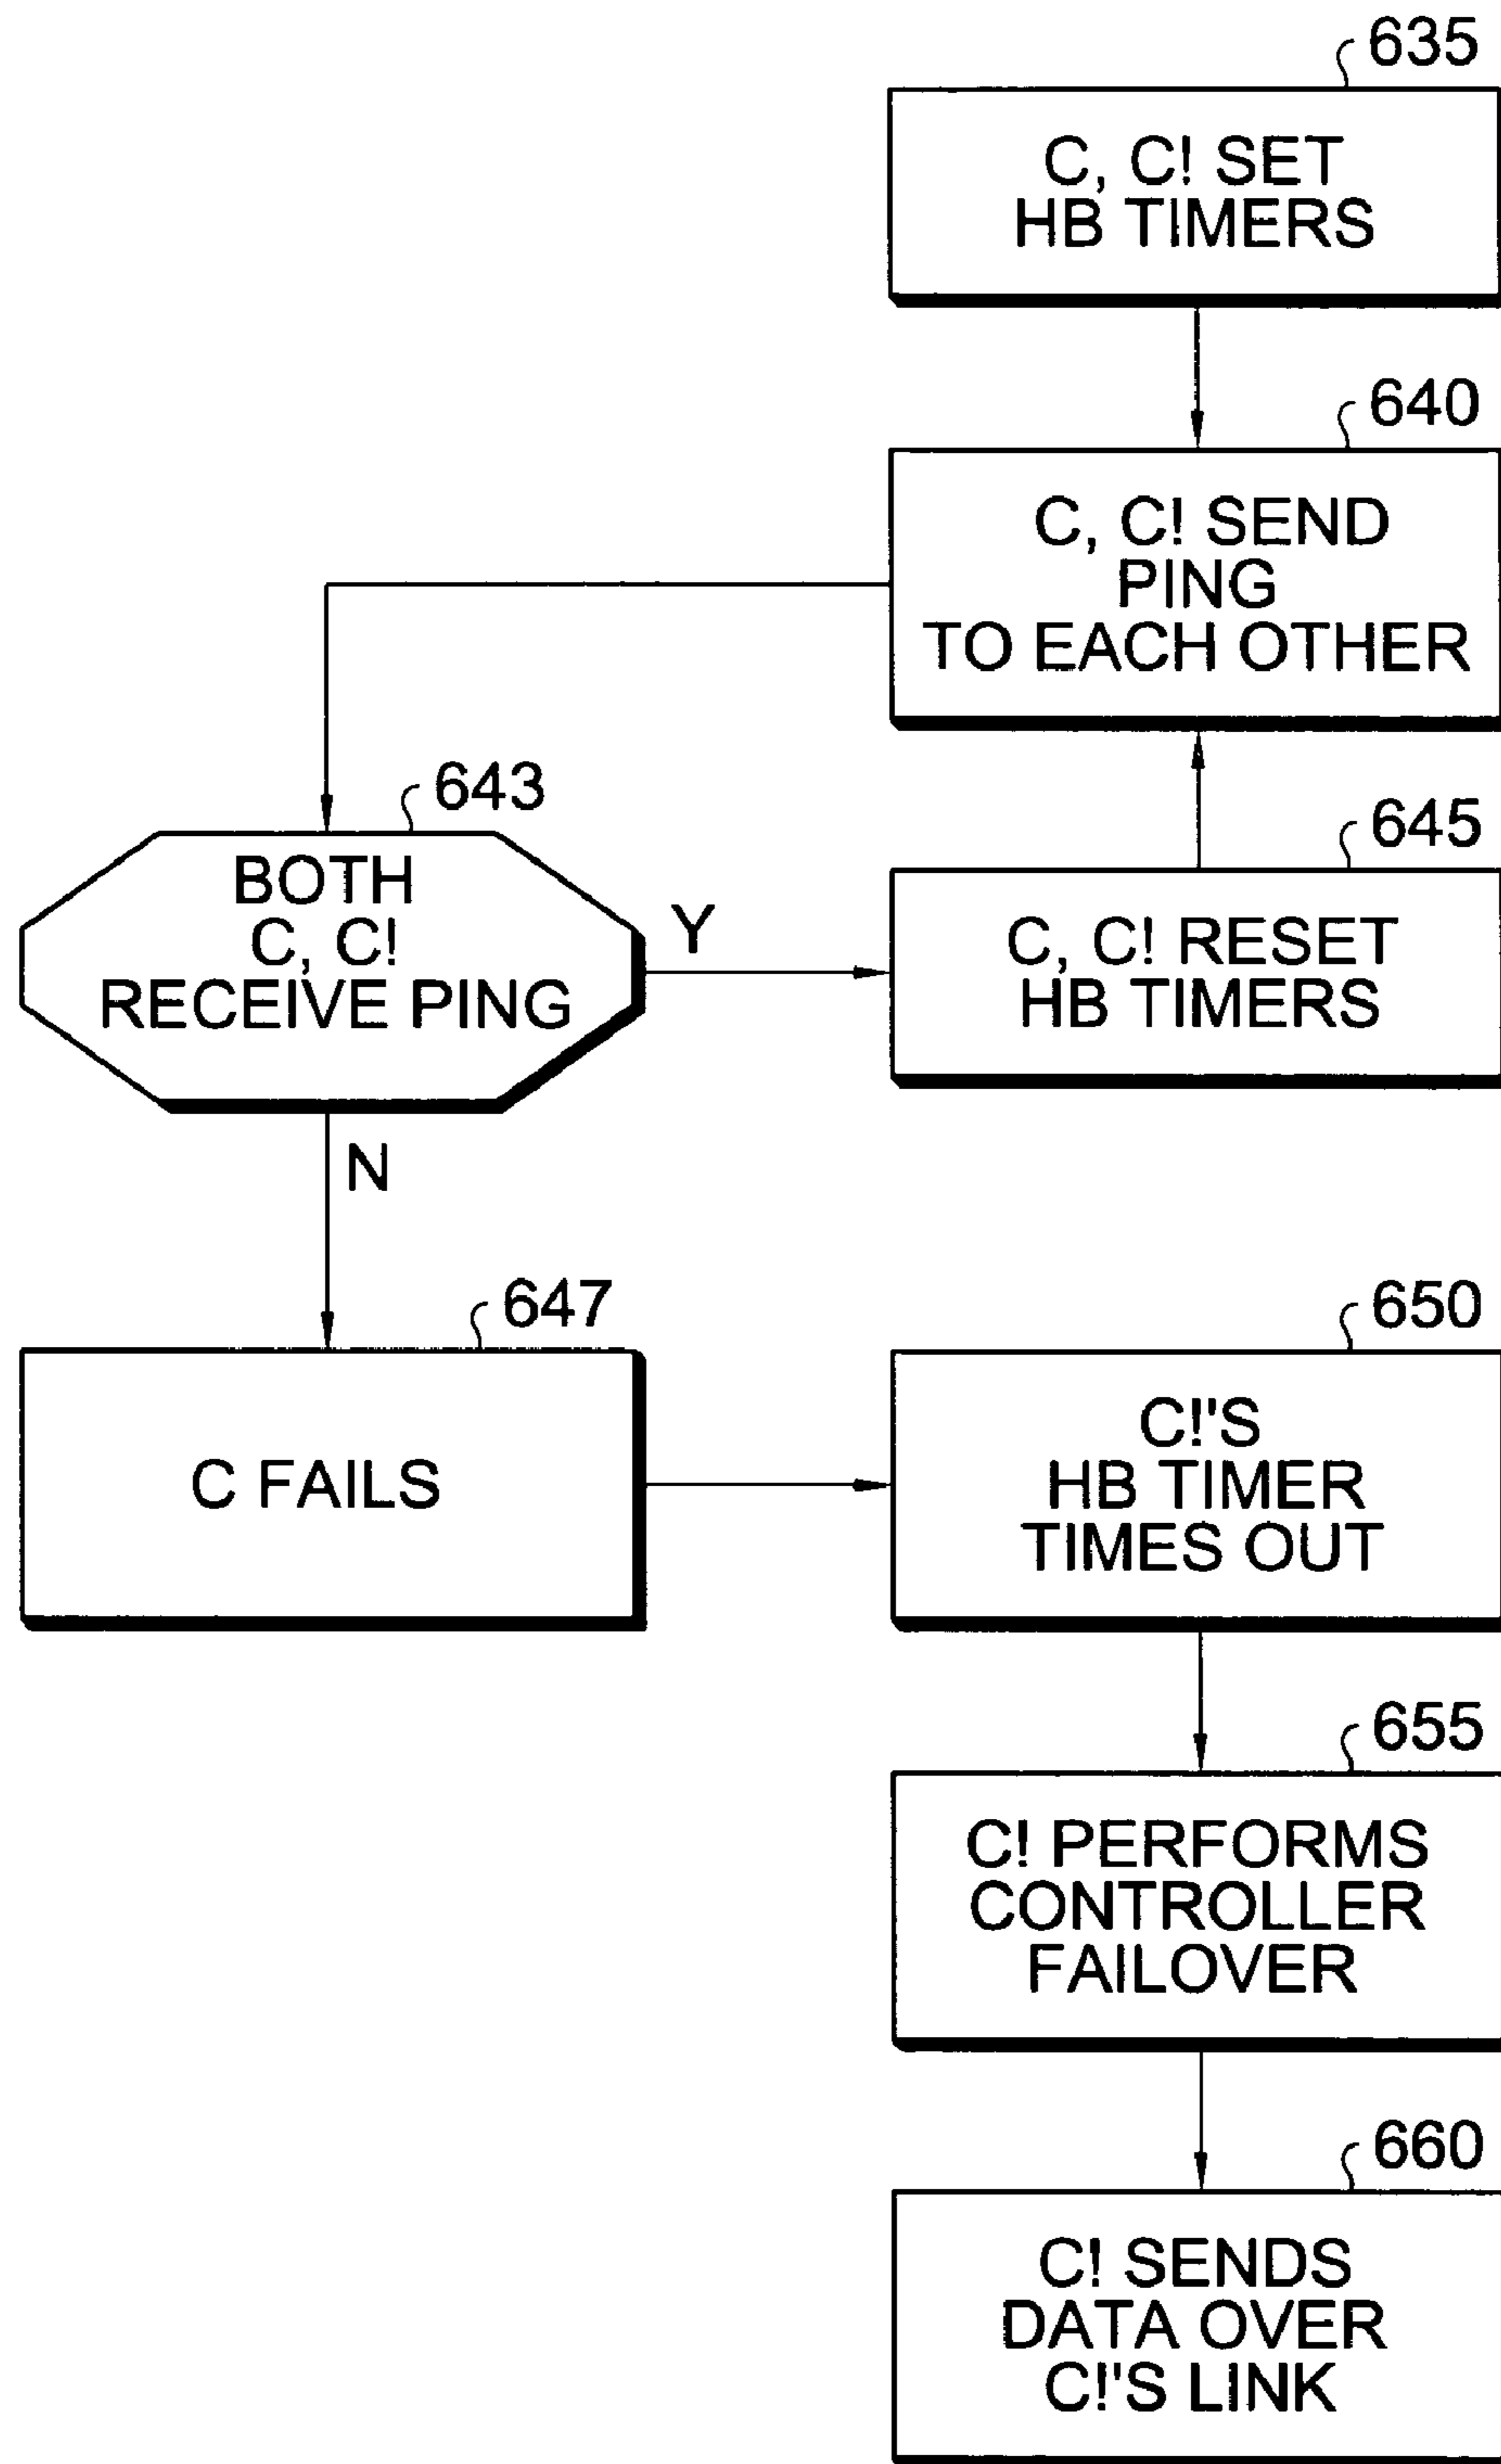 635
C, C! SET
HB TIMERS
640
C, C! SEND
PING
TO EACH OTHER
643
BOTH
C, C!
RECEIVE PING
Y
645
C, C! RESET
HB TIMERS
N
647
C FAILS
650
C!'S
HB TIMER
TIMES OUT
655
C! PERFORMS
CONTROLLER
FAILOVER
660
C! SENDS
DATA OVER
C!'S LINK